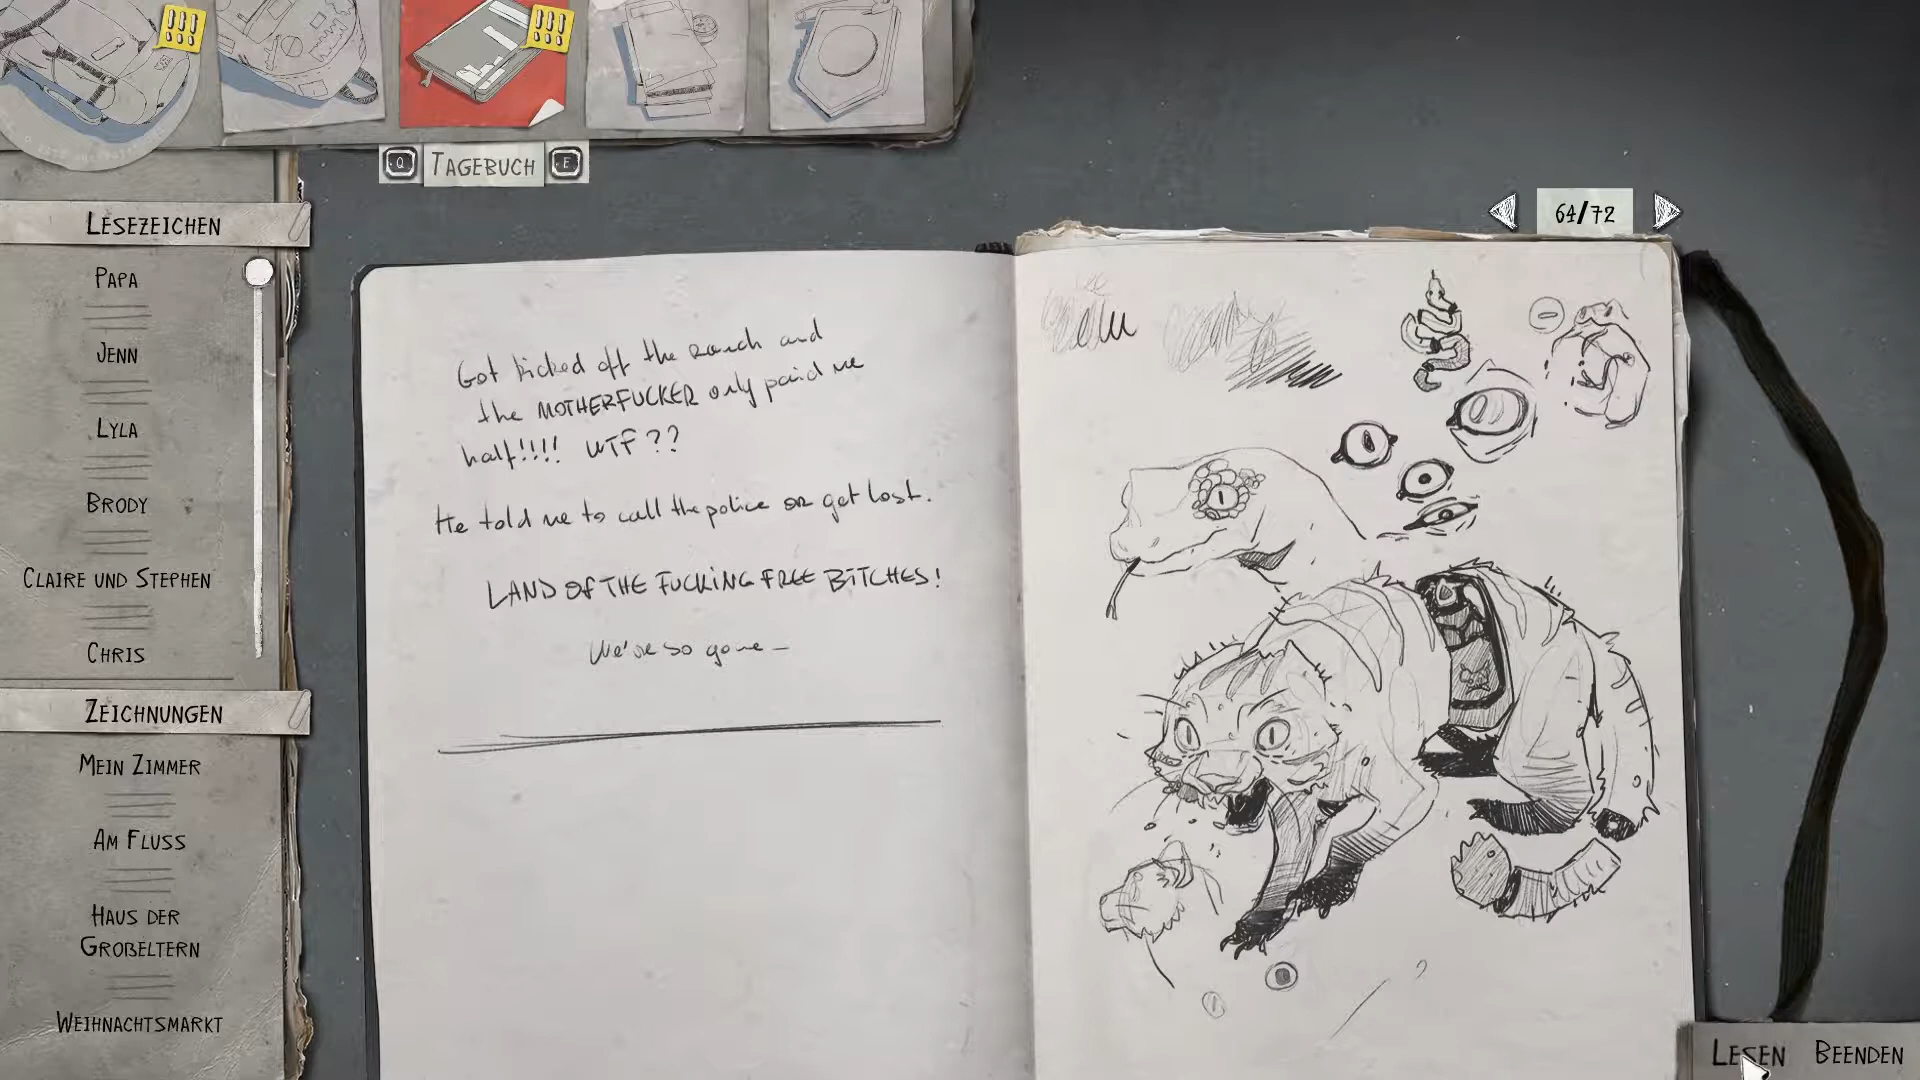 Q TAGEBUCH E
LESEZEICHEN
PAPA
JENN
LYLA
BRODY
CLAIRE UND STEPHEN
CHRIS
ZEICHNUNGEN
MEIN ZIMMER
AM FLUSS
HAUS DER
GROßELTERN
WEIHNACHTSMARKT
64/72
Got kicked off the ranch and
the MOTHERFUCKER only paid me
half!!!! WTF??
He told me to call the police or get lost.
LAND OF THE FUCKING FREE BITCHES!
We're so gone -
LESEN BEENDEN